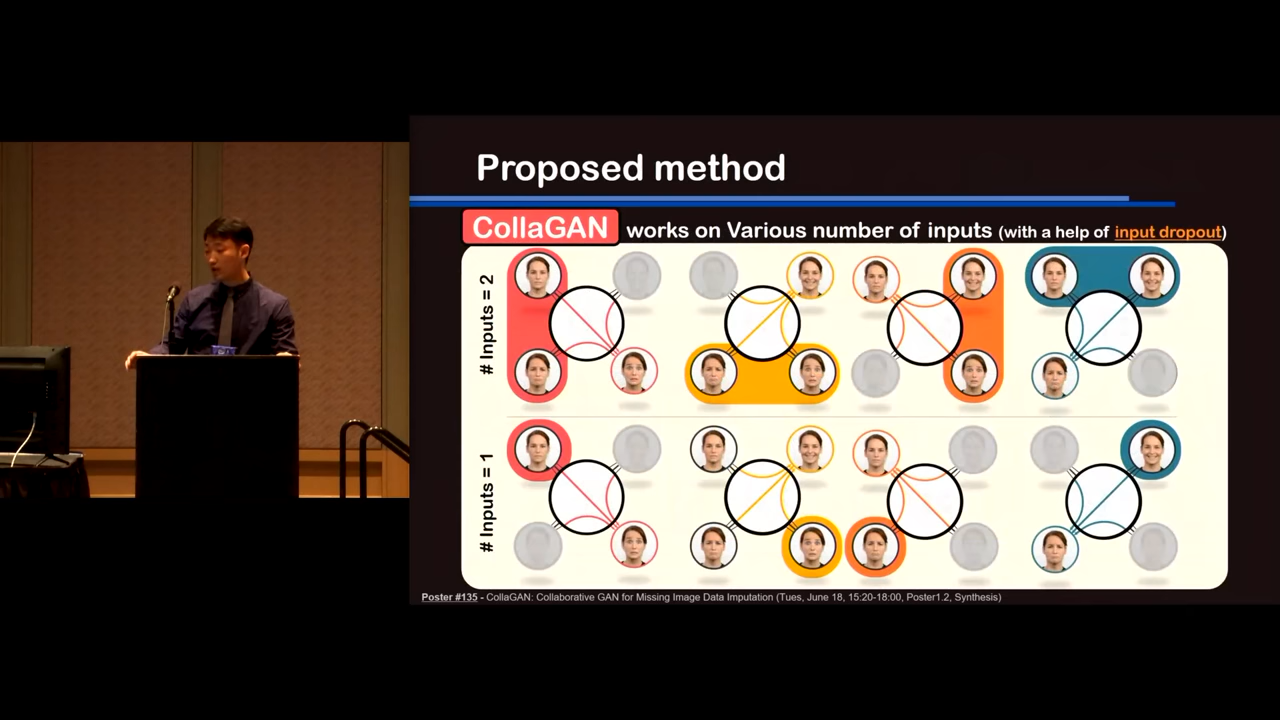 Proposed method
CollaGAN works on Various number of inputs (with a help of input dropout)
# Inputs = 2
# Inputs = 1
Poster #135 - CollaGAN: Collaborative GAN for Missing Image Data Imputation (Tues, June 18, 15:20-18:00, Poster1.2, Synthesis)